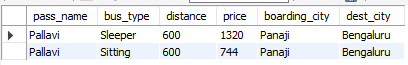 pass_name bus_type distance price boarding_city dest_city
Pallavi Sleeper 600 1320 Panaji Bengaluru
Pallavi Sitting 600 744 Panaji Bengaluru